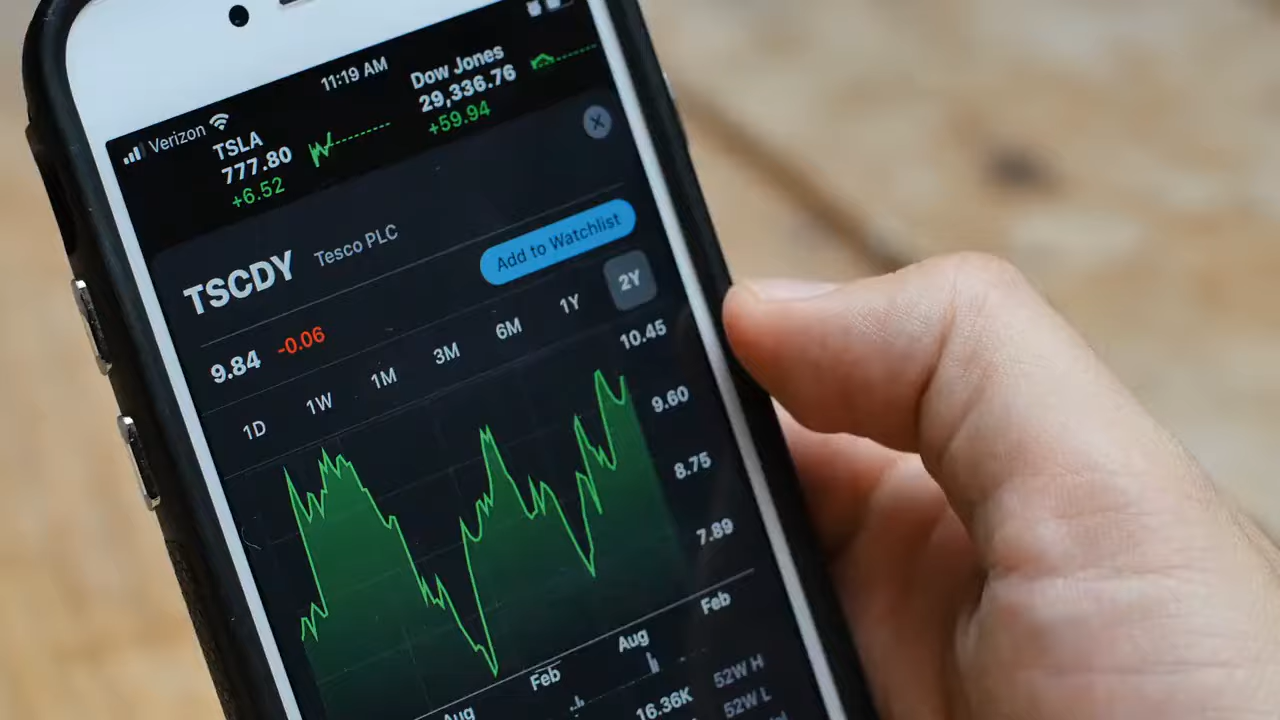 11:19 AM
Verizon
TSLA
777.80
+6.52
Dow Jones
29,336.76
+59.94
TSCDY Tesco PLC
Add to Watchlist
9.84 -0.06
1D 1W 1M 3M 6M 1Y 2Y
10.45
9.60
8.75
7.89
Aug Feb Aug Feb
16.36K
52W H
52W L